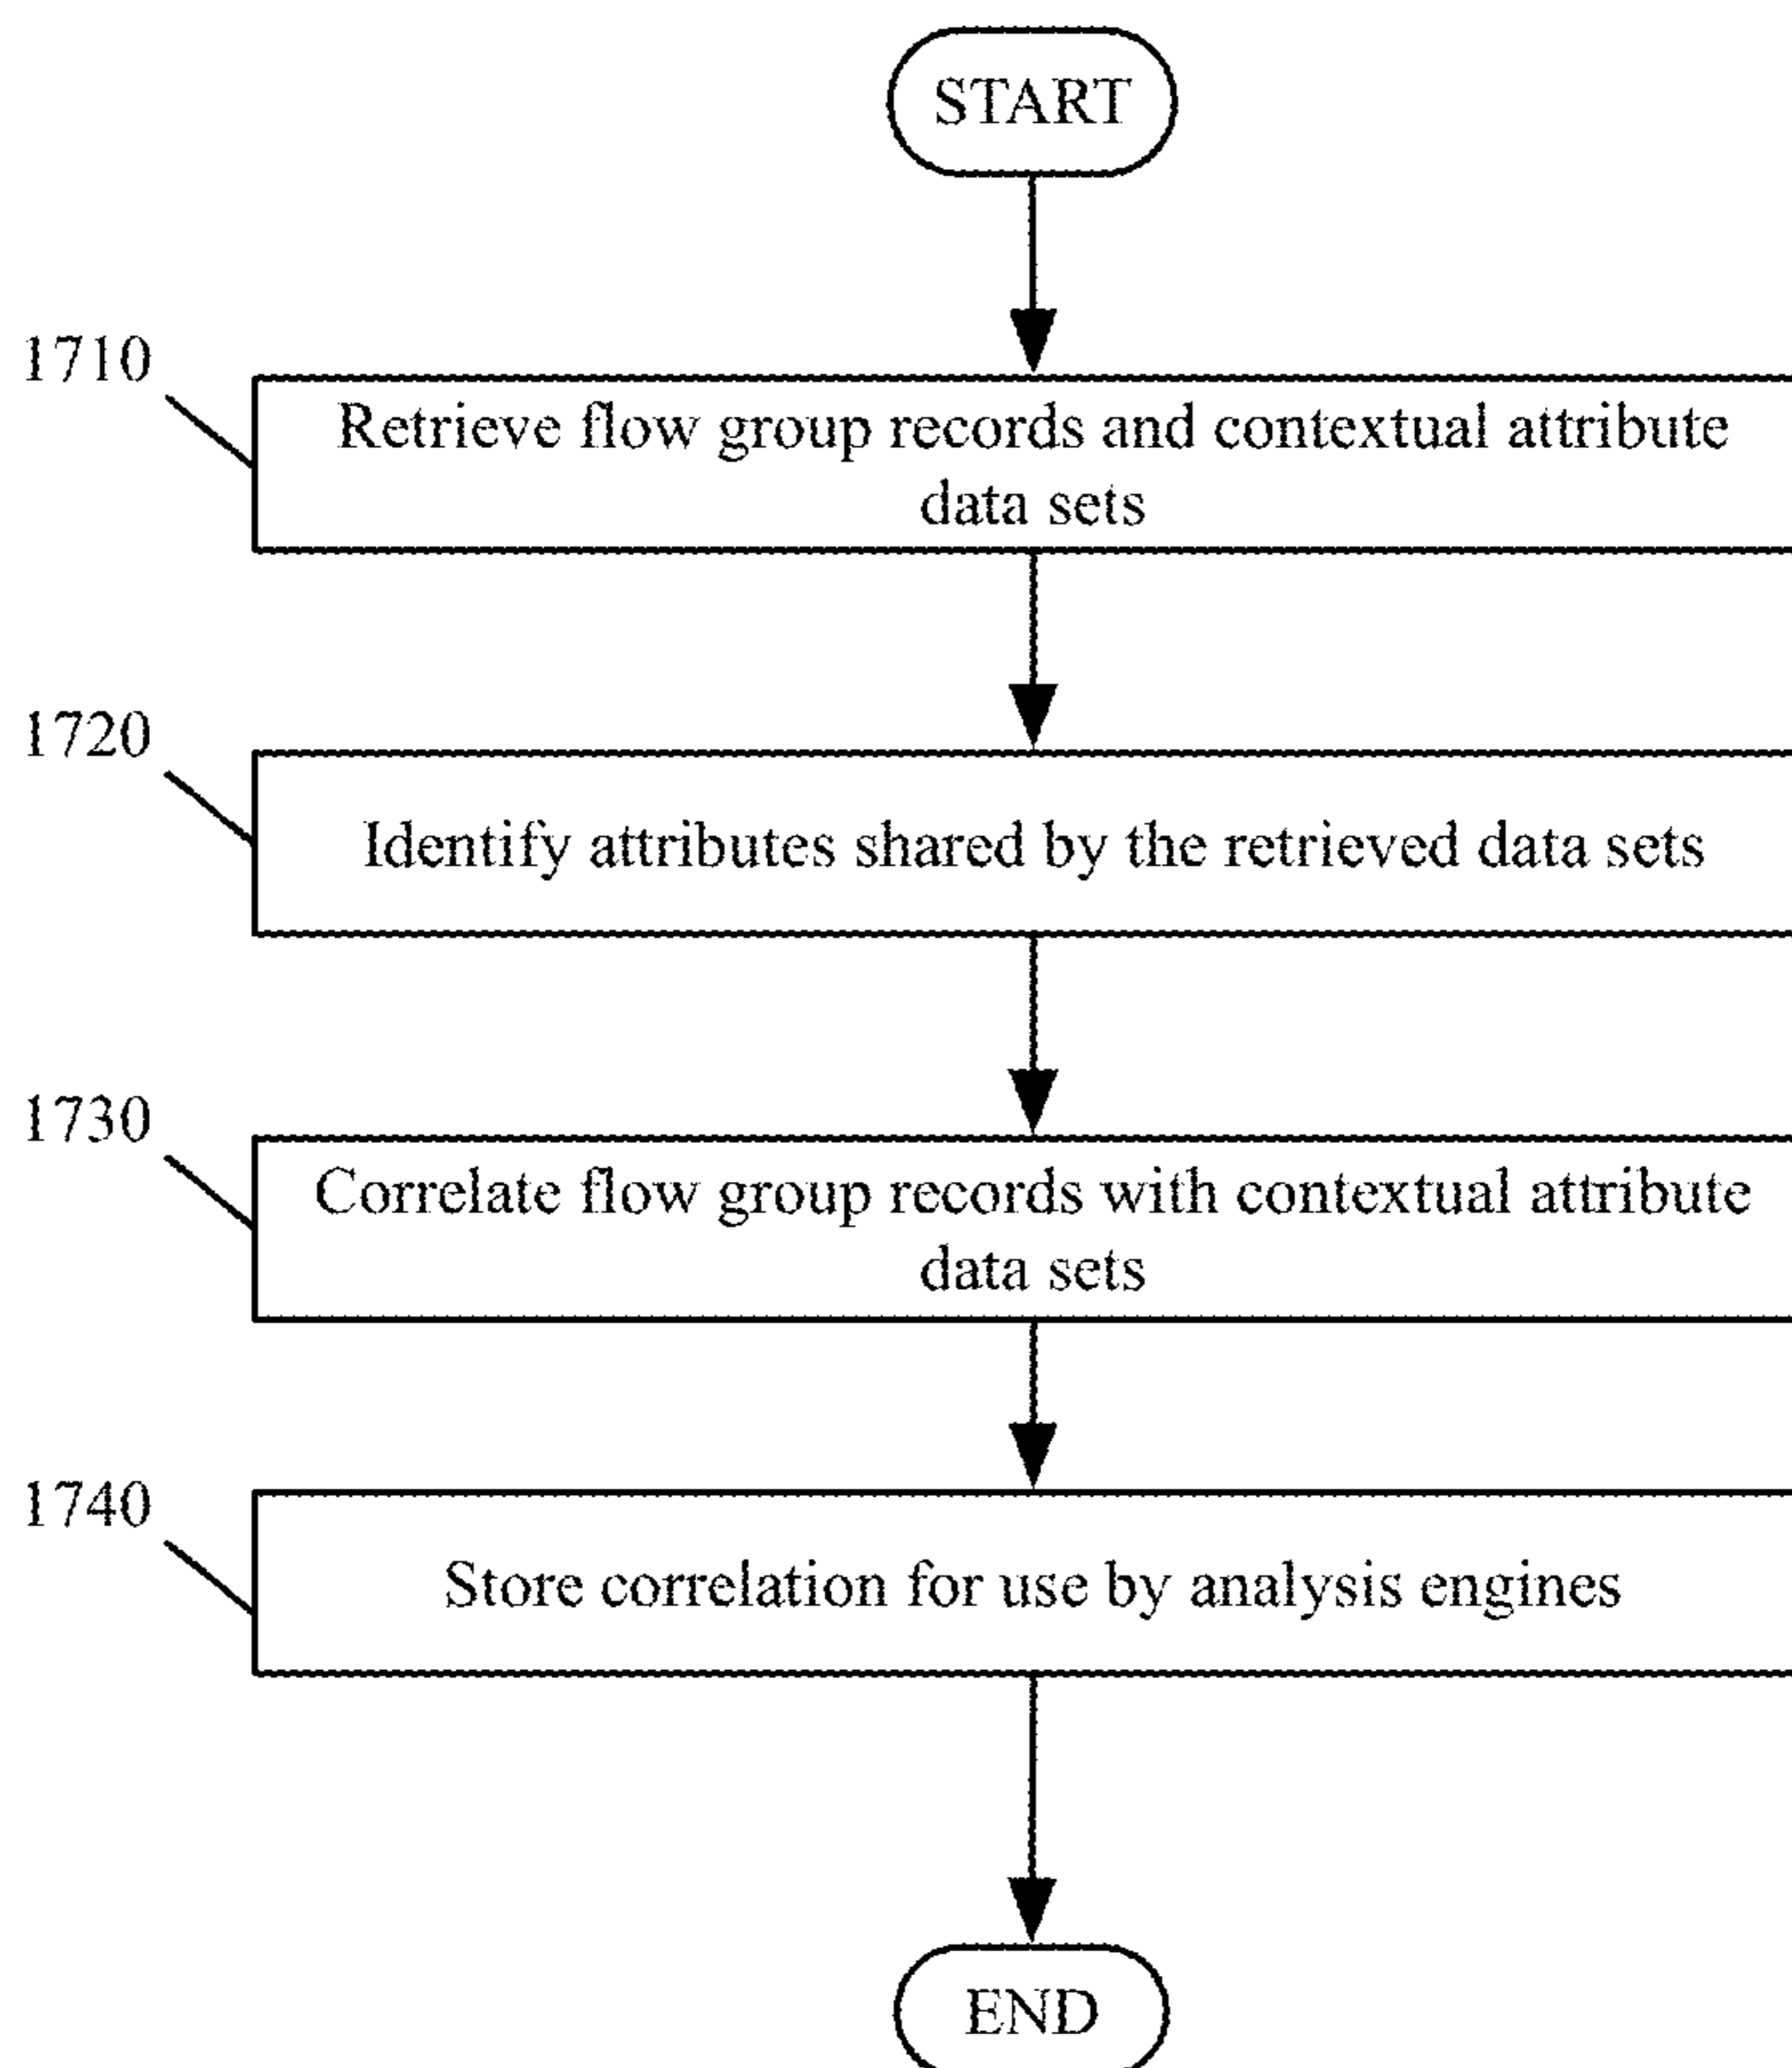 START
1710
Retrieve flow group records and contextual attribute
data sets
1720
Identify attributes shared by the retrieved data sets
1730
Correlate flow group records with contextual attribute
data sets
1740
Store correlation for use by analysis engines
END